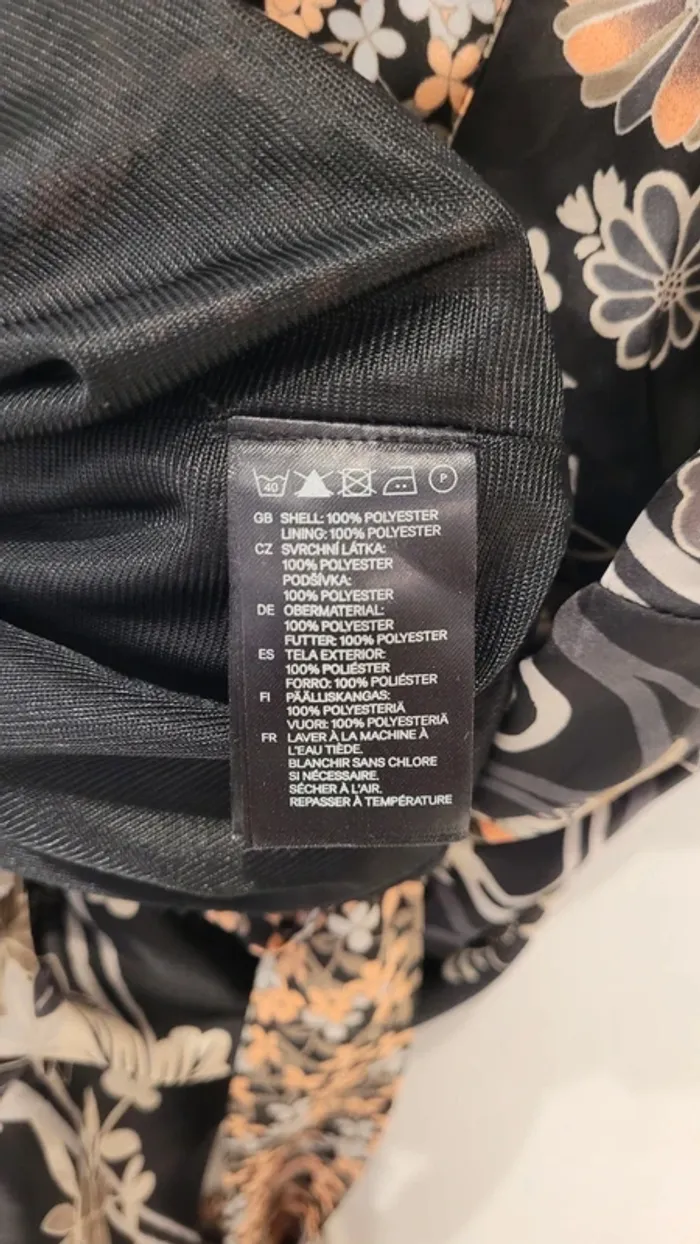 40 P
GB SHELL: 100% POLYESTER
LINING: 100% POLYESTER
CZ SVRCHNÍ LÁTKA:
100% POLYESTER
PODŠÍVKA:
100% POLYESTER
DE OBERMATERIAL:
100% POLYESTER
FUTTER: 100% POLYESTER
ES TELA EXTERIOR:
100% POLIÉSTER
FORRO: 100% POLIÉSTER
FI PÄÄLLISKANGAS:
100% POLYESTERIÄ
VUORI: 100% POLYESTERIÄ
FR LAVER À LA MACHINE À
L'EAU TIÈDE.
BLANCHIR SANS CHLORE
SI NÉCESSAIRE.
SÉCHER À L'AIR.
REPASSER À TEMPÉRATURE